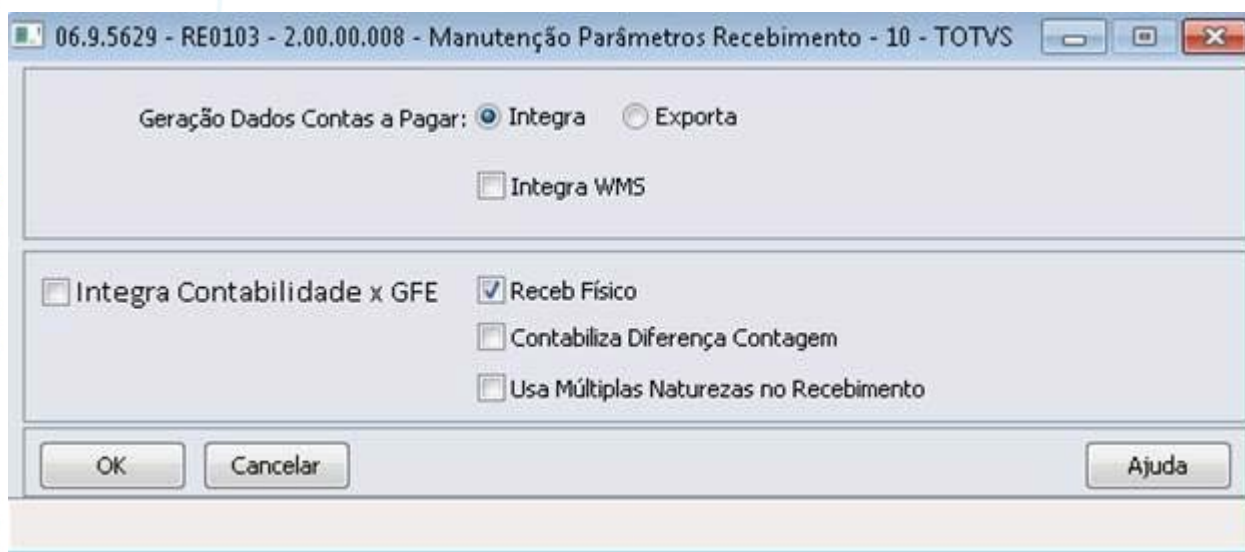 06.9.5629 - RE0103 - 2.00.00.008 - Manutenção Parâmetros Recebimento - 10 - TOTVS
Geração Dados Contas a Pagar: Integra Exporta
Integra WMS
Integra Contabilidade x GFE Receb Físico
Contabiliza Diferença Contagem
Usa Múltiplas Naturezas no Recebimento
OK Cancelar Ajuda